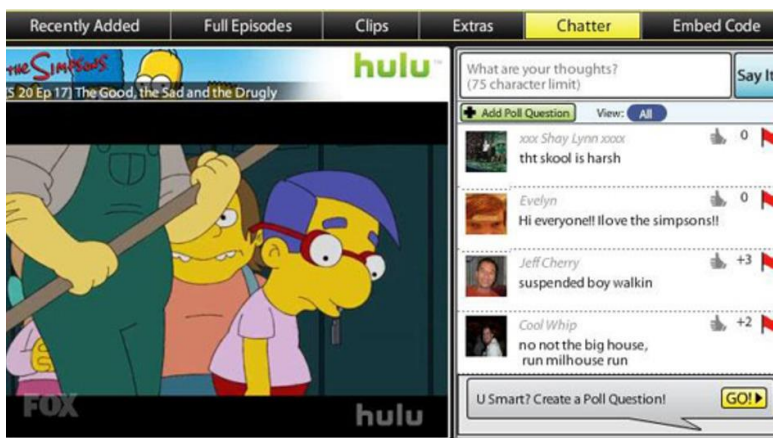 Recently Added Full Episodes Clips Extras Chatter Embed Code
THE SIMPSONS
hulu
[S 20 Ep 17] The Good, the Sad and the Drugly
What are your thoughts?
(75 character limit)
Say It
Add Poll Question View: All
xxx Shay Lynn xxxx 0
tht skool is harsh
Evelyn 0
Hi everyone!! Ilove the simpsons!!
Jeff Cherry +3
suspended boy walkin
Cool Whip +2
no not the big house,
run milhouse run
U Smart? Create a Poll Question! GO!
FOX hulu